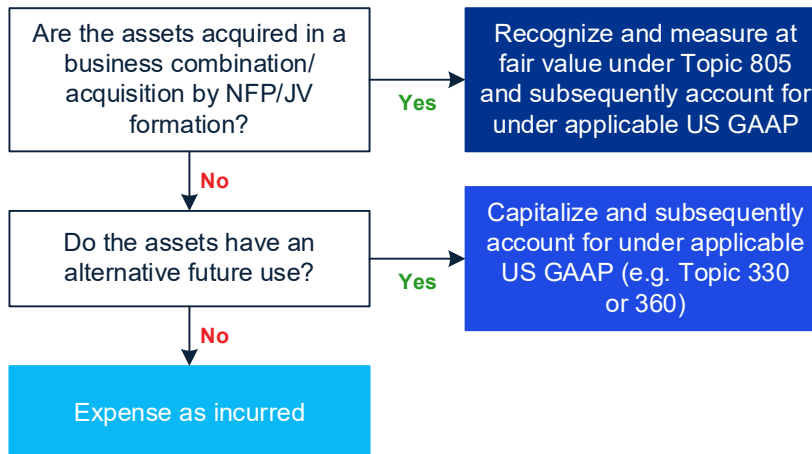 Are the assets acquired in a
business combination/
acquisition by NFP/JV
formation?
Yes
Recognize and measure at
fair value under Topic 805
and subsequently account for
under applicable US GAAP
No
Do the assets have an
alternative future use?
Yes
Capitalize and subsequently
account for under applicable
US GAAP (e.g. Topic 330
or 360)
No
Expense as incurred